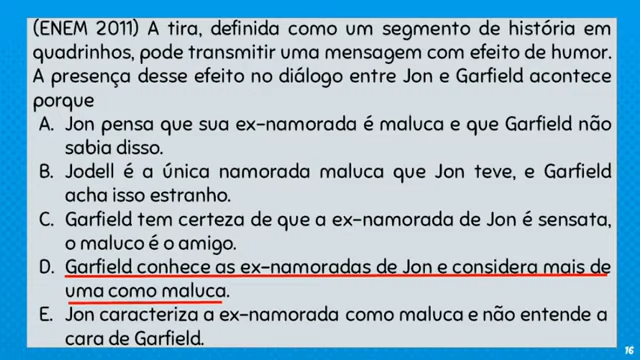 (ENEM 2011) A tira, definida como um segmento de história em
quadrinhos, pode transmitir uma mensagem com efeito de humor.
A presença desse efeito no diálogo entre Jon e Garfield acontece
porque
A. Jon pensa que sua ex-namorada é maluca e que Garfield não
sabia disso.
B. Jodell é a única namorada maluca que Jon teve, e Garfield
acha isso estranho.
C. Garfield tem certeza de que a ex-namorada de Jon é sensata,
o maluco é o amigo.
D. Garfield conhece as ex-namoradas de Jon e considera mais de
uma como maluca.
E. Jon caracteriza a ex-namorada como maluca e não entende a
cara de Garfield.
16